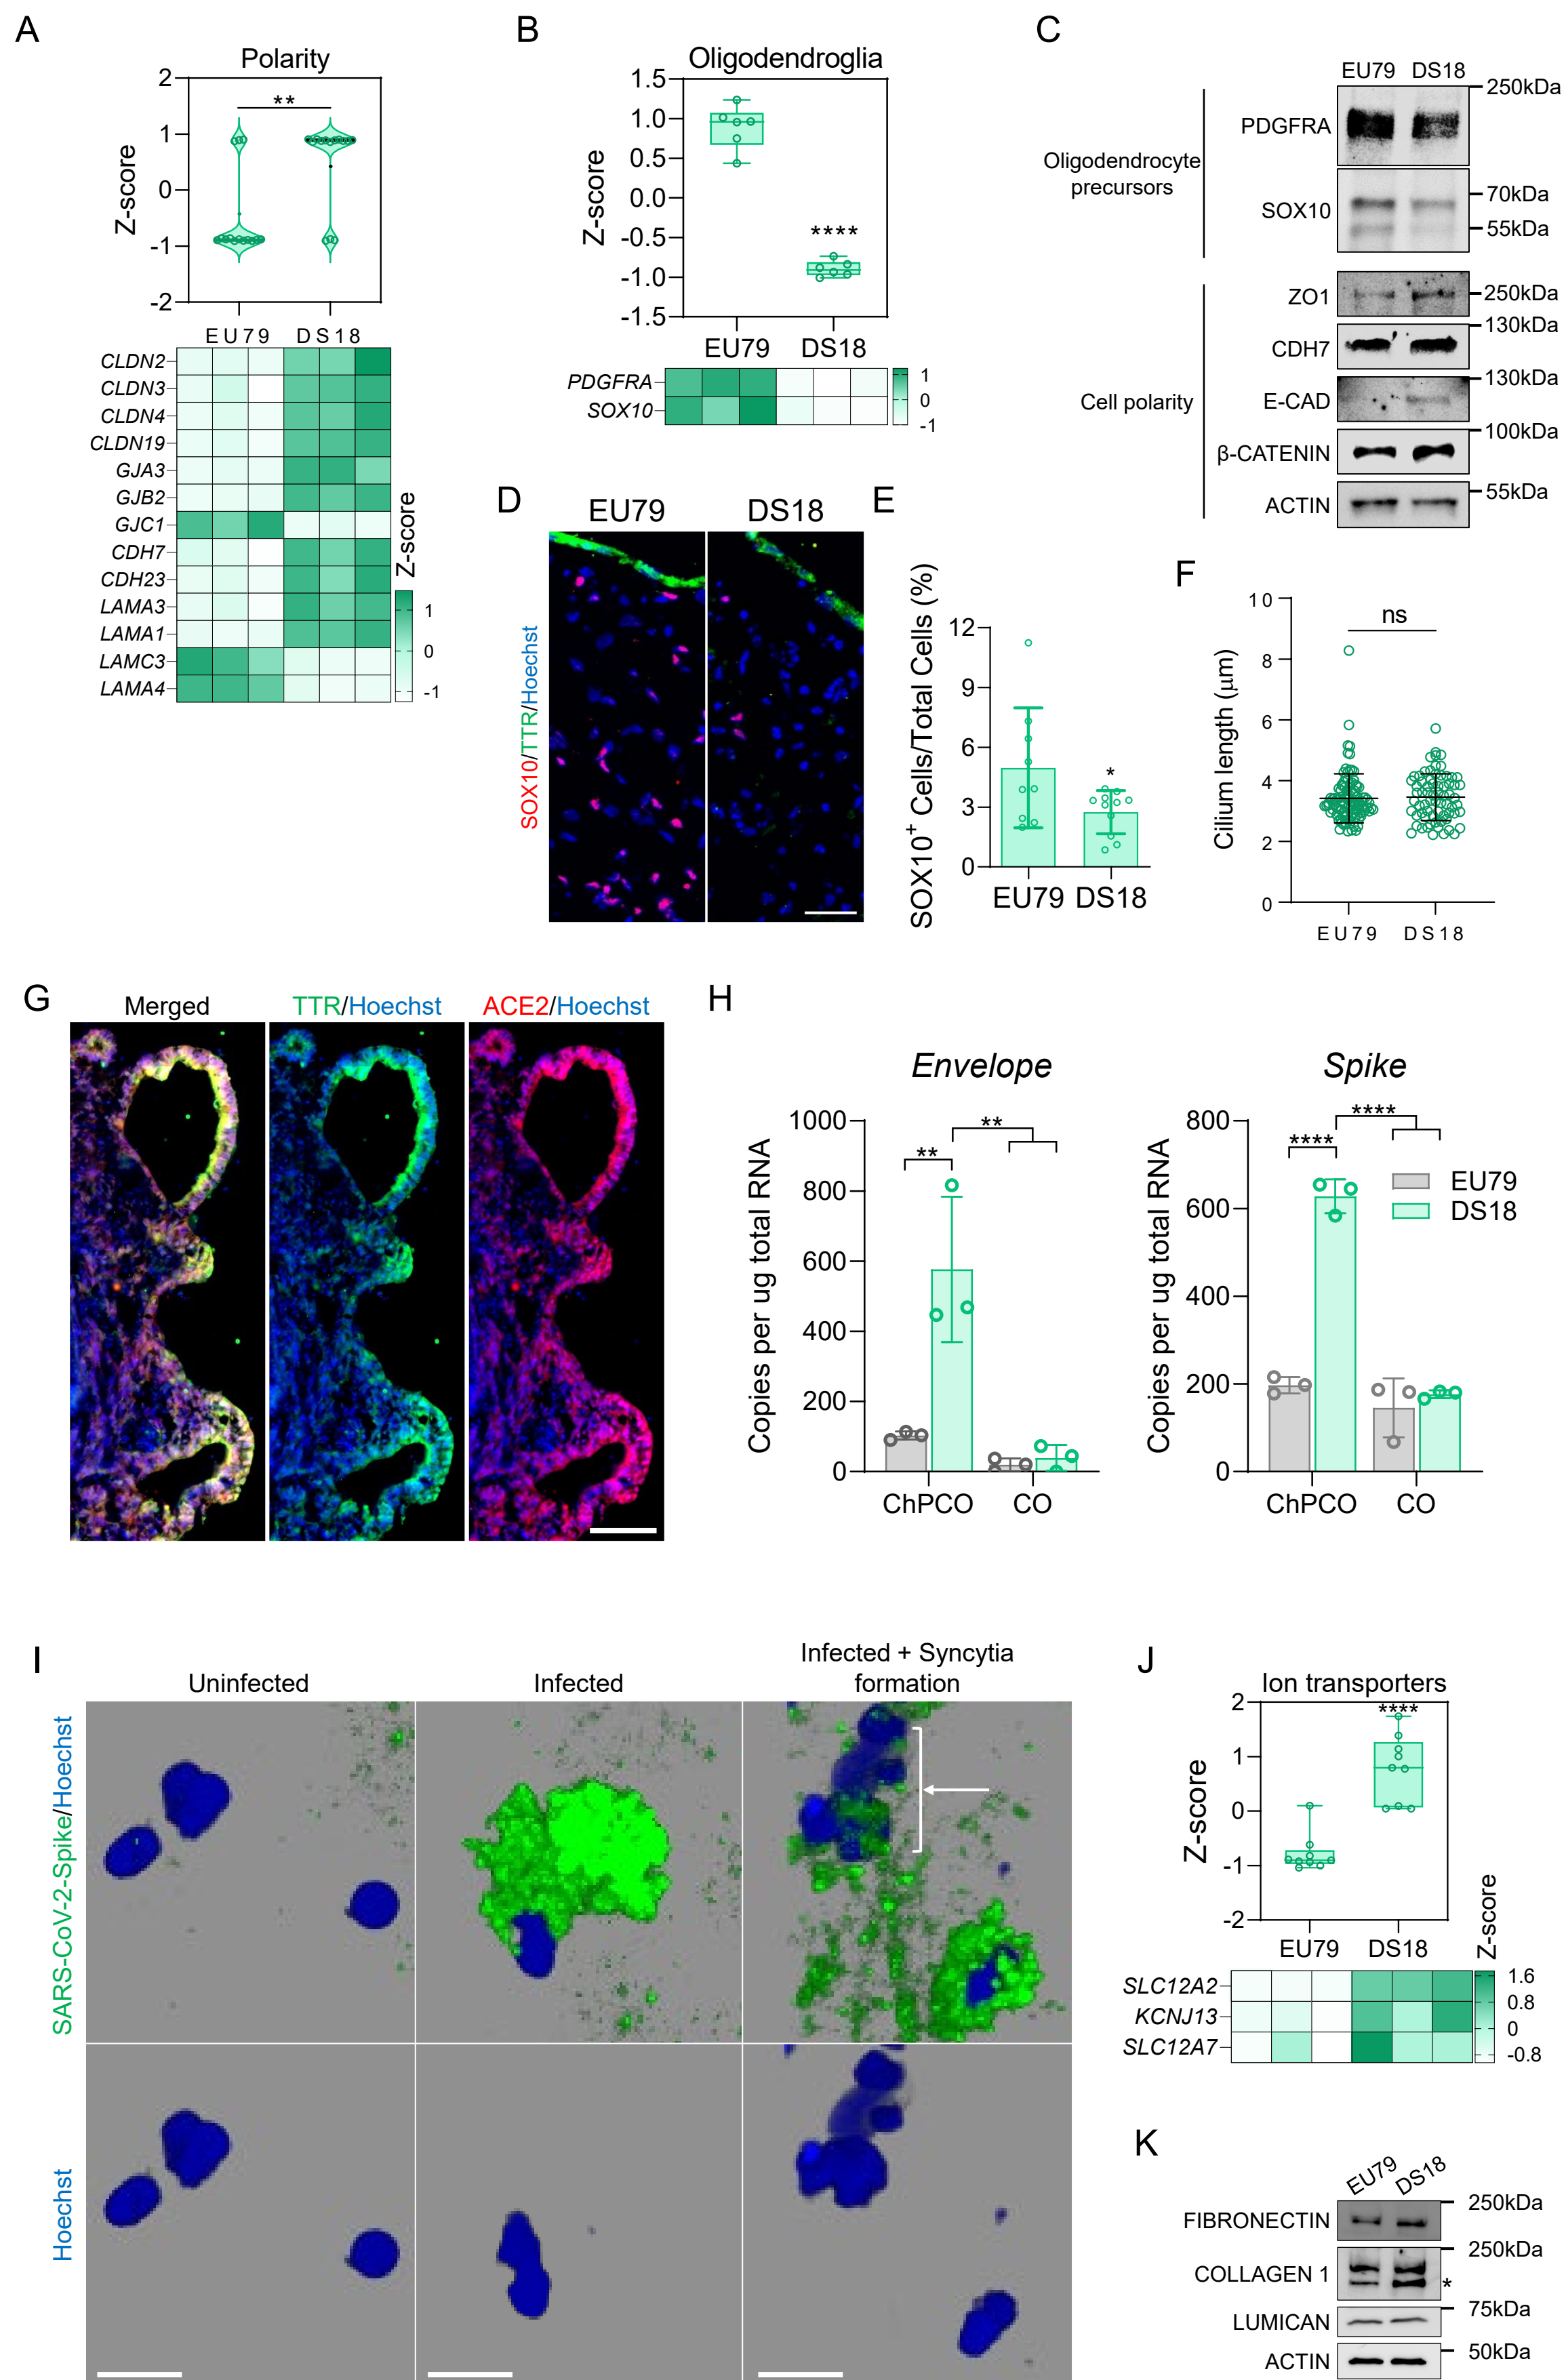 A
Polarity
**
2
1
0
-1
-2
Z-score
EU79 DS18
CLDN2
CLDN3
CLDN4
CLDN19
GJA3
GJB2
GJC1
CDH7
CDH23
LAMA3
LAMA1
LAMC3
LAMA4
Z-score
1
0
-1
B
Oligodendroglia
1.5
1.0
0.5
0.0
-0.5
-1.0
-1.5
Z-score
****
EU79 DS18
PDGFRA
SOX10
1
0
-1
C
EU79 DS18
Oligodendrocyte
precursors
PDGFRA
250kDa
SOX10
70kDa
55kDa
Cell polarity
ZO1
250kDa
CDH7
130kDa
E-CAD
130kDa
β-CATENIN
100kDa
ACTIN
55kDa
D
EU79 DS18
SOX10/TTR/Hoechst
E
SOX10+ Cells/Total Cells (%)
12
9
6
3
0
*
EU79 DS18
F
Cilium length (μm)
10
8
6
4
2
0
ns
EU79 DS18
G
Merged
TTR/Hoechst
ACE2/Hoechst
H
Envelope
Copies per ug total RNA
1000
800
600
400
200
0
**
**
ChPCO CO
Spike
Copies per ug total RNA
800
600
400
200
0
****
****
EU79
DS18
ChPCO CO
I
Uninfected
Infected
Infected + Syncytia
formation
SARS-CoV-2-Spike/Hoechst
Hoechst
J
Ion transporters
2
1
0
-1
-2
Z-score
****
EU79 DS18
Z-score
SLC12A2
KCNJ13
SLC12A7
1.6
0.8
0
-0.8
K
EU79 DS18
FIBRONECTIN
250kDa
COLLAGEN 1
250kDa
*
LUMICAN
75kDa
ACTIN
50kDa